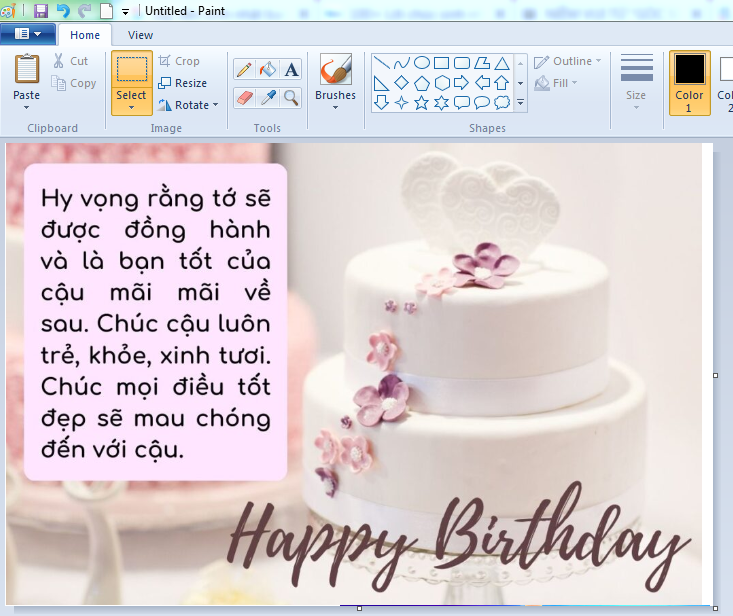 Untitled - Paint
Home View
Paste
Cut
Copy
Clipboard
Select
Crop
Resize
Rotate
Image
Tools
Brushes
Shapes
Outline
Fill
Size
Color
1
Hy vọng rằng tớ sẽ
được đồng hành
và là bạn tốt của
cậu mãi mãi về
sau. Chúc cậu luôn
trẻ, khỏe, xinh tươi.
Chúc mọi điều tốt
đẹp sẽ mau chóng
đến với cậu.
Happy Birthday